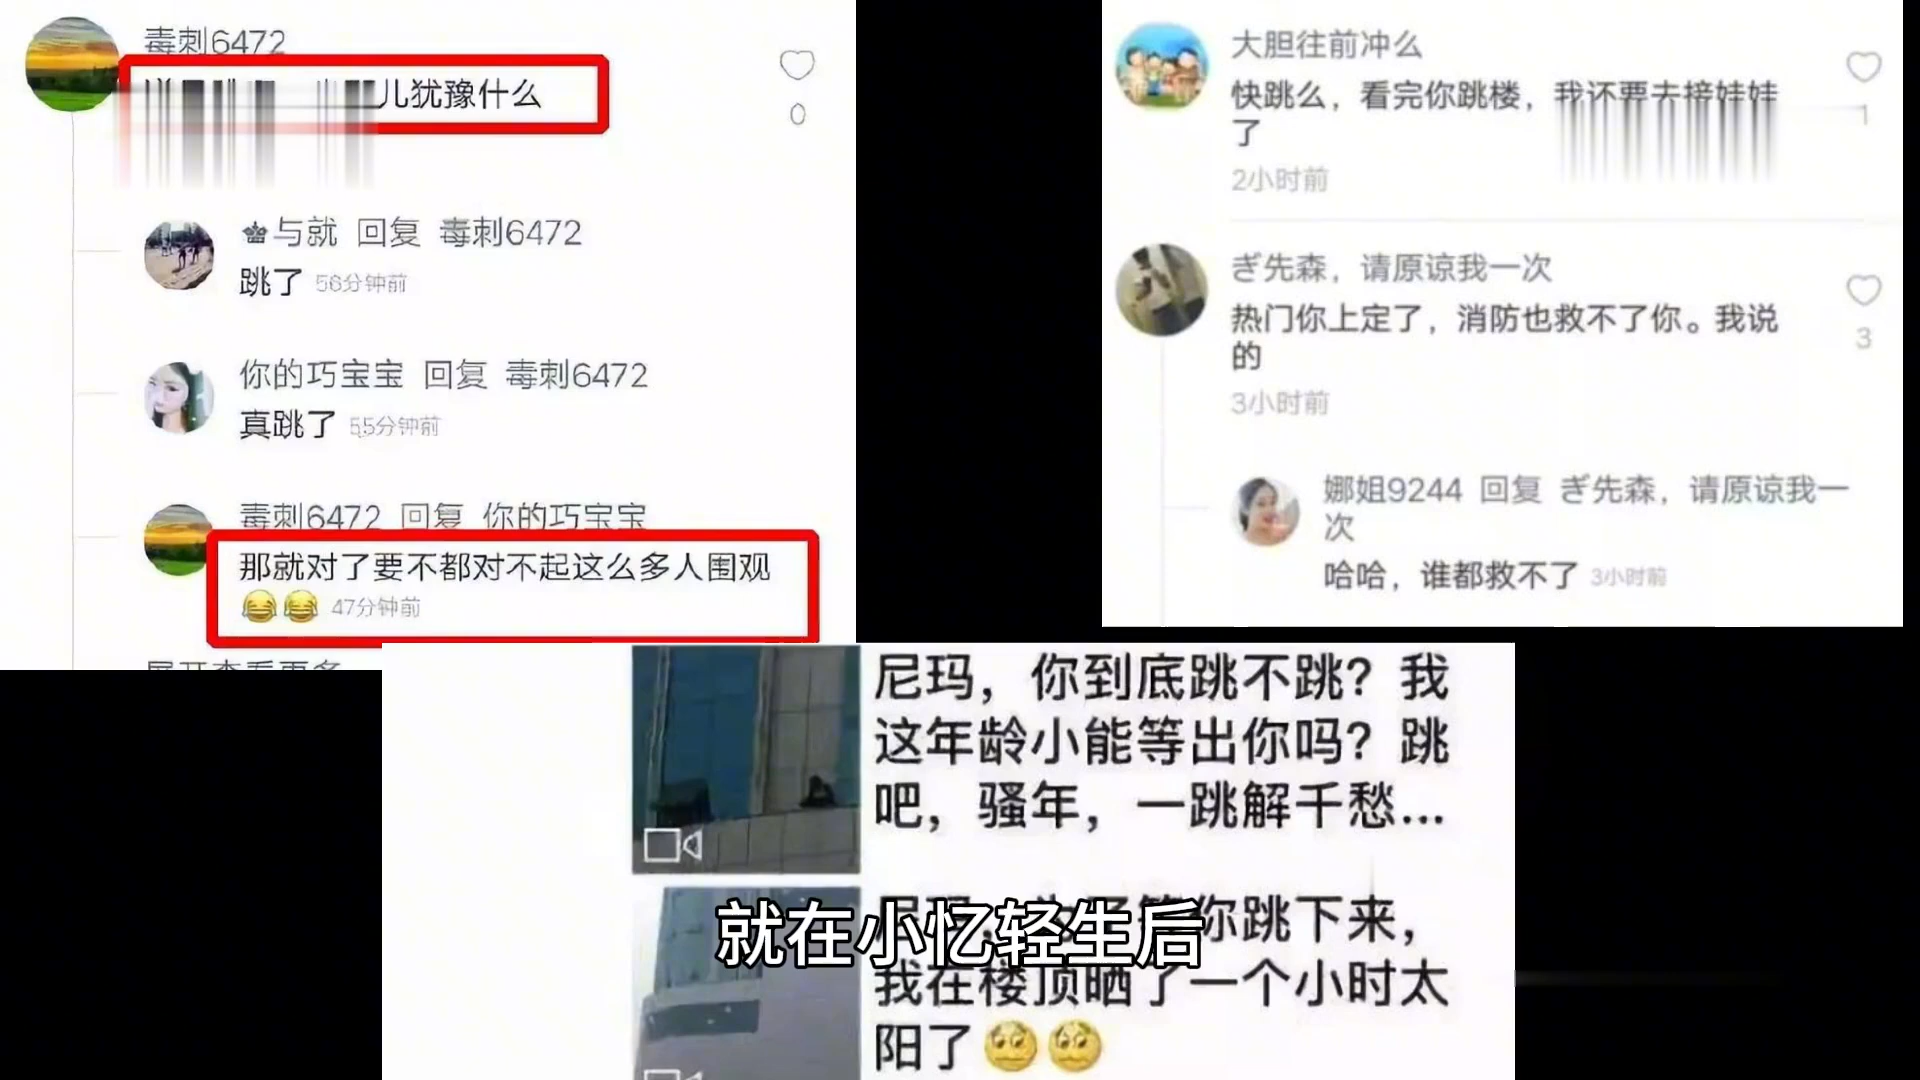 毒刺6472
儿犹豫什么
0
与就 回复 毒刺6472
跳了 56分钟前
你的巧宝宝 回复 毒刺6472
真跳了 55分钟前
毒刺6472 回复 你的巧宝宝
那就对了要不都对不起这么多人围观
😂😂 47分钟前
展开查看更多
大胆往前冲么
快跳么，看完你跳楼，我还要去接娃娃
了
1
2小时前
ぎ先森，请原谅我一次
热门你上定了，消防也救不了你。我说
的
3
3小时前
娜姐9244 回复 ぎ先森，请原谅我一
次
哈哈，谁都救不了 3小时前
尼玛，你到底跳不跳？我
这年龄小能等出你吗？跳
吧，骚年，一跳解千愁...
你跳下来，
我在楼顶晒了一个小时太
阳了
就在小忆轻生后